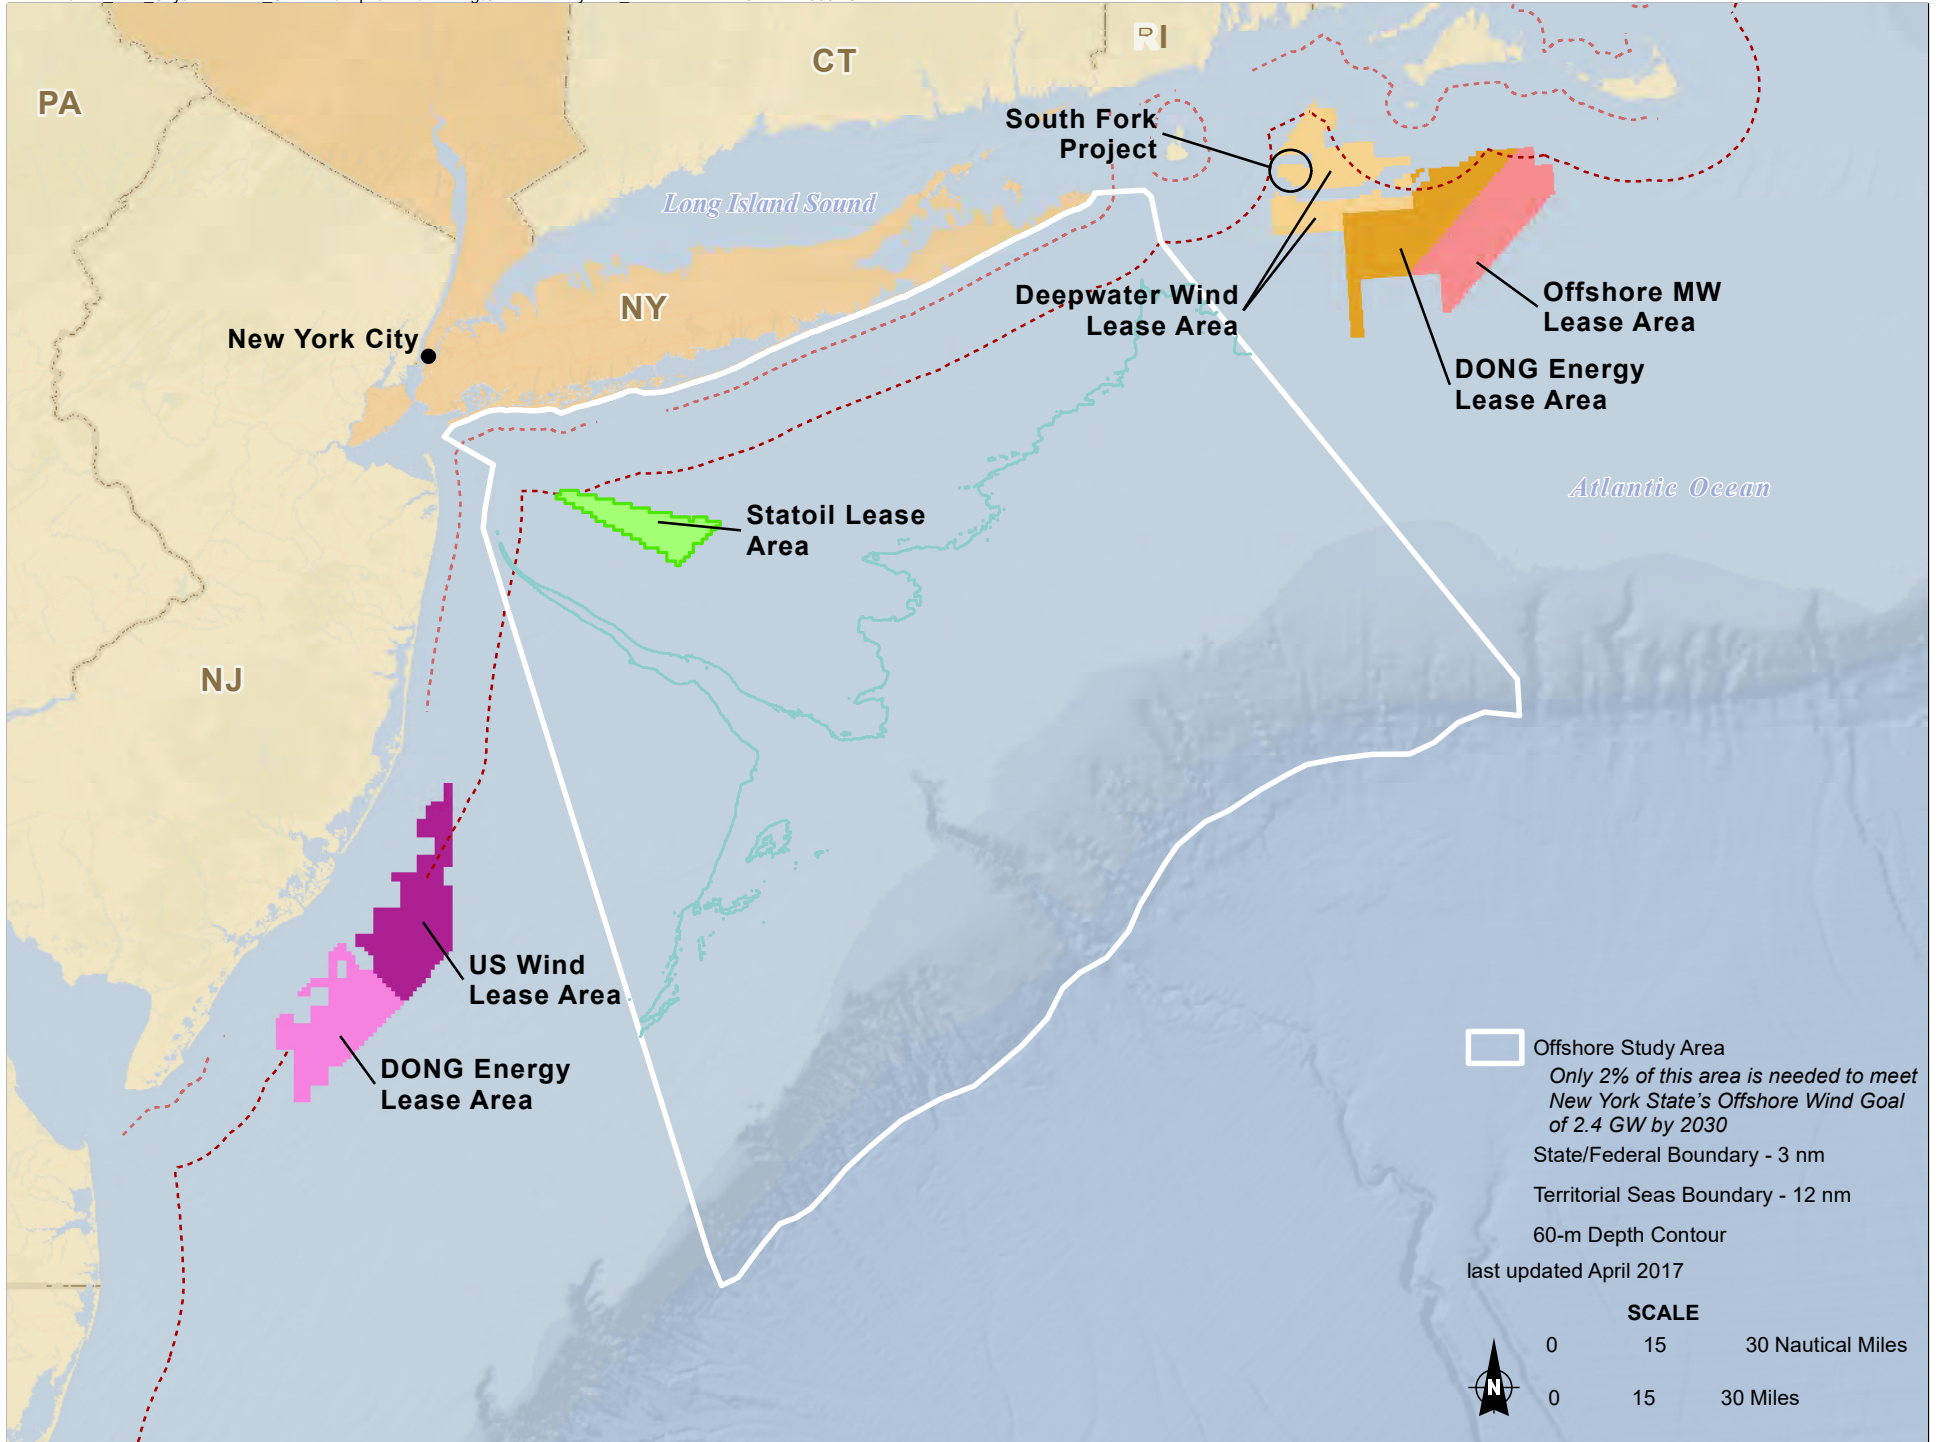 PA
CT
RI
South Fork
Project
Long Island Sound
NY
New York City
Deepwater Wind
Lease Area
Offshore MW
Lease Area
DONG Energy
Lease Area
Atlantic Ocean
Statoil Lease
Area
NJ
US Wind
Lease Area
DONG Energy
Lease Area
Offshore Study Area
Only 2% of this area is needed to meet
New York State's Offshore Wind Goal
of 2.4 GW by 2030
State/Federal Boundary - 3 nm
Territorial Seas Boundary - 12 nm
60-m Depth Contour
last updated April 2017
SCALE
0 15 30 Nautical Miles
N
0 15 30 Miles